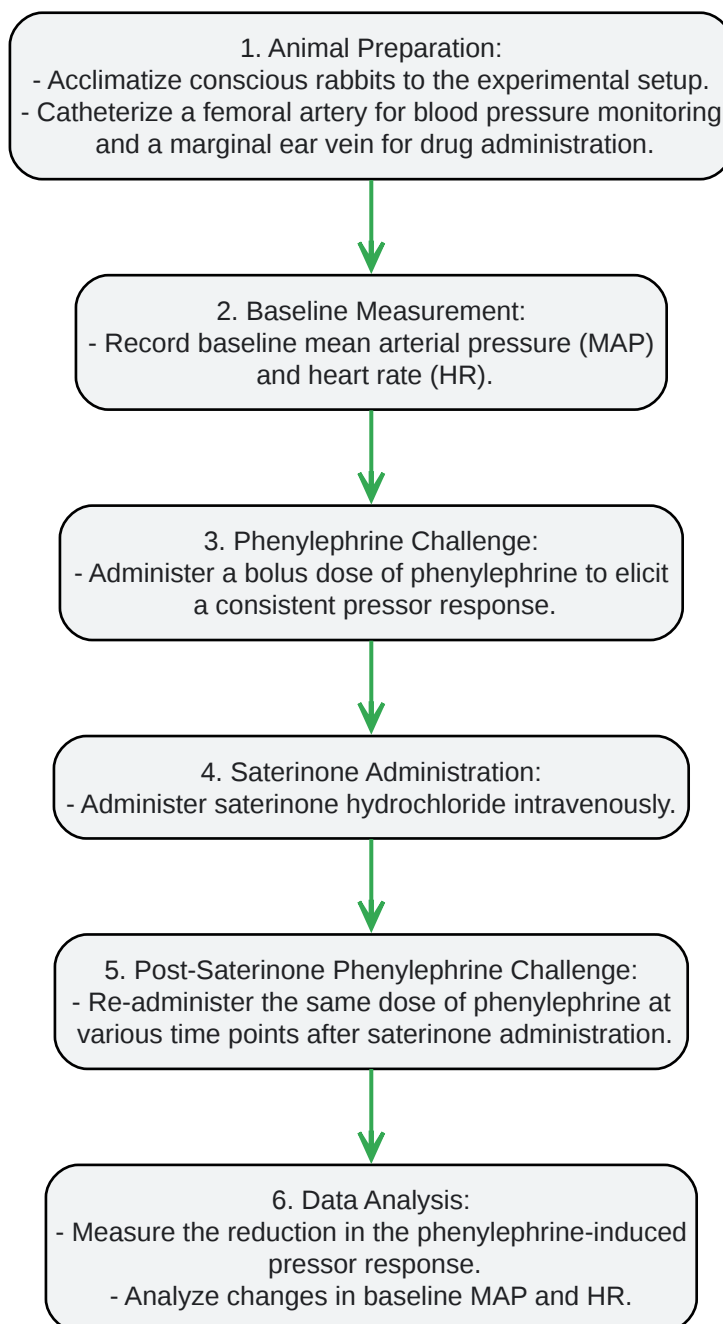 1. Animal Preparation:
- Acclimatize conscious rabbits to the experimental setup.
- Catheterize a femoral artery for blood pressure monitoring
and a marginal ear vein for drug administration.
2. Baseline Measurement:
- Record baseline mean arterial pressure (MAP)
and heart rate (HR).
3. Phenylephrine Challenge:
- Administer a bolus dose of phenylephrine to elicit
a consistent pressor response.
4. Saterinone Administration:
- Administer saterinone hydrochloride intravenously.
5. Post-Saterinone Phenylephrine Challenge:
- Re-administer the same dose of phenylephrine at
various time points after saterinone administration.
6. Data Analysis:
- Measure the reduction in the phenylephrine-induced
pressor response.
- Analyze changes in baseline MAP and HR.